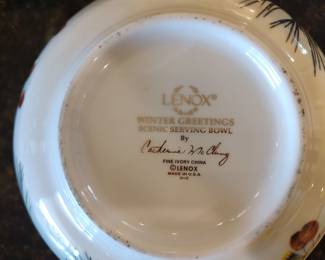 LENOX®
WINTER GREETINGS
SCENIC SERVING BOWL
By
Catherine McClung
FINE IVORY CHINA
©LENOX
MADE IN U.S.A.